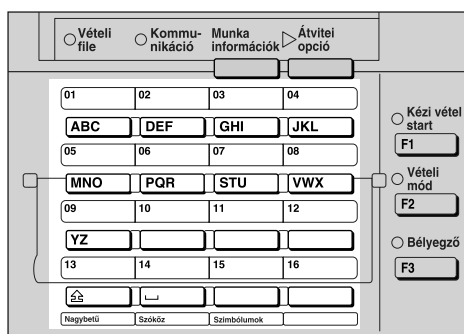 Vételi Kommu- Munka Átvitei
file nikáció információk opció
01 02 03 04
ABC DEF GHI JKL
05 06 07 08
MNO PQR STU VWX
09 10 11 12
YZ
13 14 15 16
Nagybetű Szóköz Szimbólumok
Kézi vétel
start
F1
Vételi
mód
F2
Bélyegző
F3